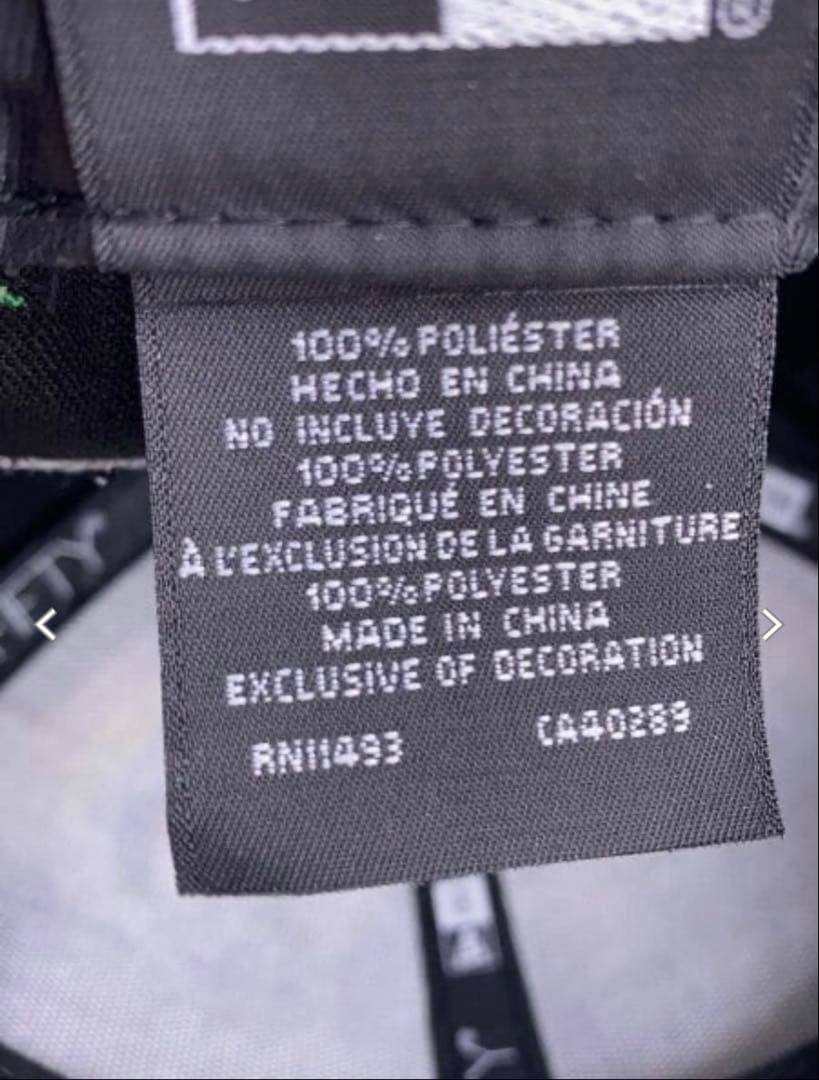 100% POLIÉSTER
HECHO EN CHINA
NO INCLUYE DECORACIÓN
100% POLYESTER
FABRIQUÉ EN CHINE
À L'EXCLUSION DE LA GARNITURE
100% POLYESTER
MADE IN CHINA
EXCLUSIVE OF DECORATION
RN11493 CA40289